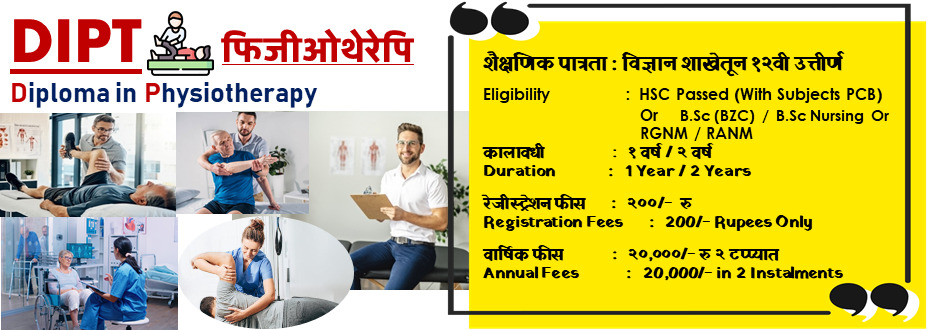 DIPT फिजीओथेरेपि
Diploma in Physiotherapy
शैक्षणिक पात्रता : विज्ञान शाखेतून १२वी उत्तीर्ण
Eligibility : HSC Passed (With Subjects PCB)
Or B.Sc (BZC) / B.Sc Nursing Or
RGNM / RANM
कालावधी : १ वर्ष / २ वर्ष
Duration : 1 Year / 2 Years
रेजीस्ट्रेशन फीस : २००/- रु
Registration Fees : 200/- Rupees Only
वार्षिक फीस : २०,०००/- रु २ टप्प्यात
Annual Fees : 20,000/- in 2 Instalments